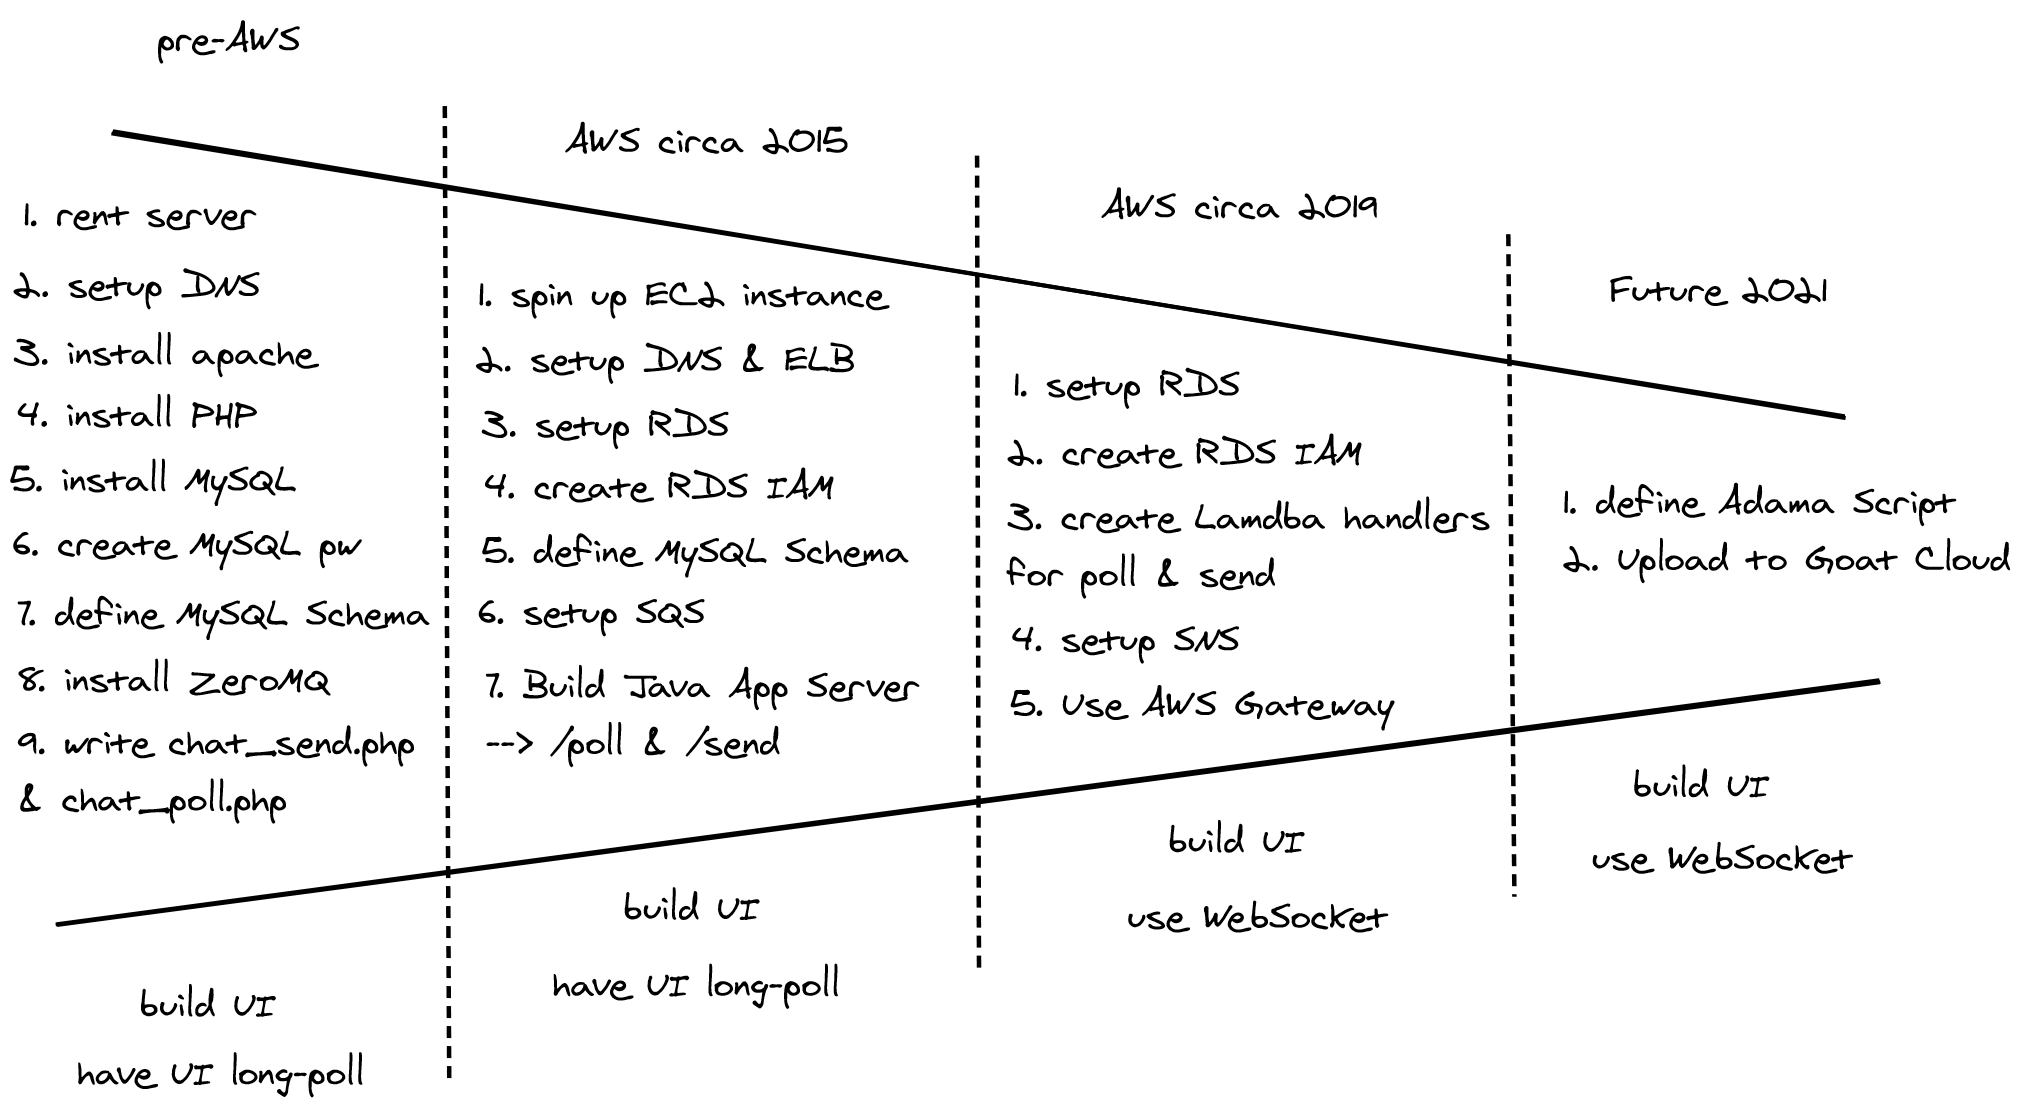 pre-AWS
1. rent server
2. setup DNS
3. install apache
4. install PHP
5. install MySQL
6. create MySQL pw
7. define MySQL Schema
8. install ZeroMQ
9. write chat_send.php
& chat_poll.php
build UI
have UI long-poll
AWS circa 2015
1. spin up EC2 instance
2. setup DNS & ELB
3. setup RDS
4. create RDS IAM
5. define MySQL Schema
6. setup SQS
7. Build Java App Server
--> /poll & /send
build UI
have UI long-poll
AWS circa 2019
1. setup RDS
2. create RDS IAM
3. create Lamdba handlers
for poll & send
4. setup SNS
5. Use AWS Gateway
build UI
use WebSocket
Future 2021
1. define Adama Script
2. Upload to Goat Cloud
build UI
use WebSocket